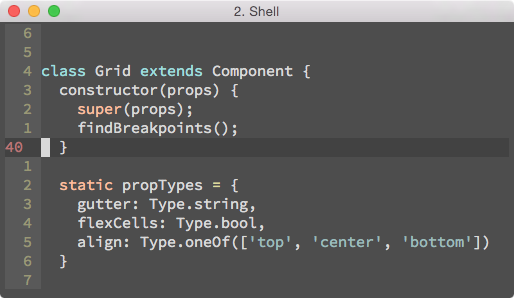 2. Shell
6
5
4 class Grid extends Component {
3   constructor(props) {
2     super(props);
1     findBreakpoints();
40   }
1
2   static propTypes = {
3     gutter: Type.string,
4     flexCells: Type.bool,
5     align: Type.oneOf(['top', 'center', 'bottom'])
6   }
7